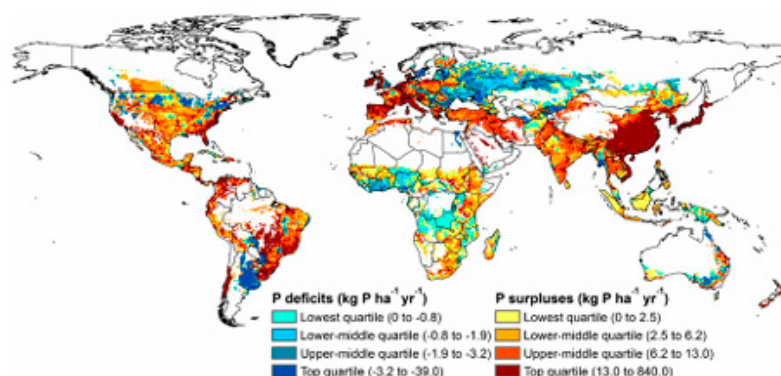 P deficits (kg P ha⁻¹ yr⁻¹)
Lowest quartile (0 to -0.8)
Lower-middle quartile (-0.8 to -1.9)
Upper-middle quartile (-1.9 to -3.2)
Top quartile (-3.2 to -39.0)
P surpluses (kg P ha⁻¹ yr⁻¹)
Lowest quartile (0 to 2.5)
Lower-middle quartile (2.5 to 6.2)
Upper-middle quartile (6.2 to 13.0)
Top quartile (13.0 to 840.0)